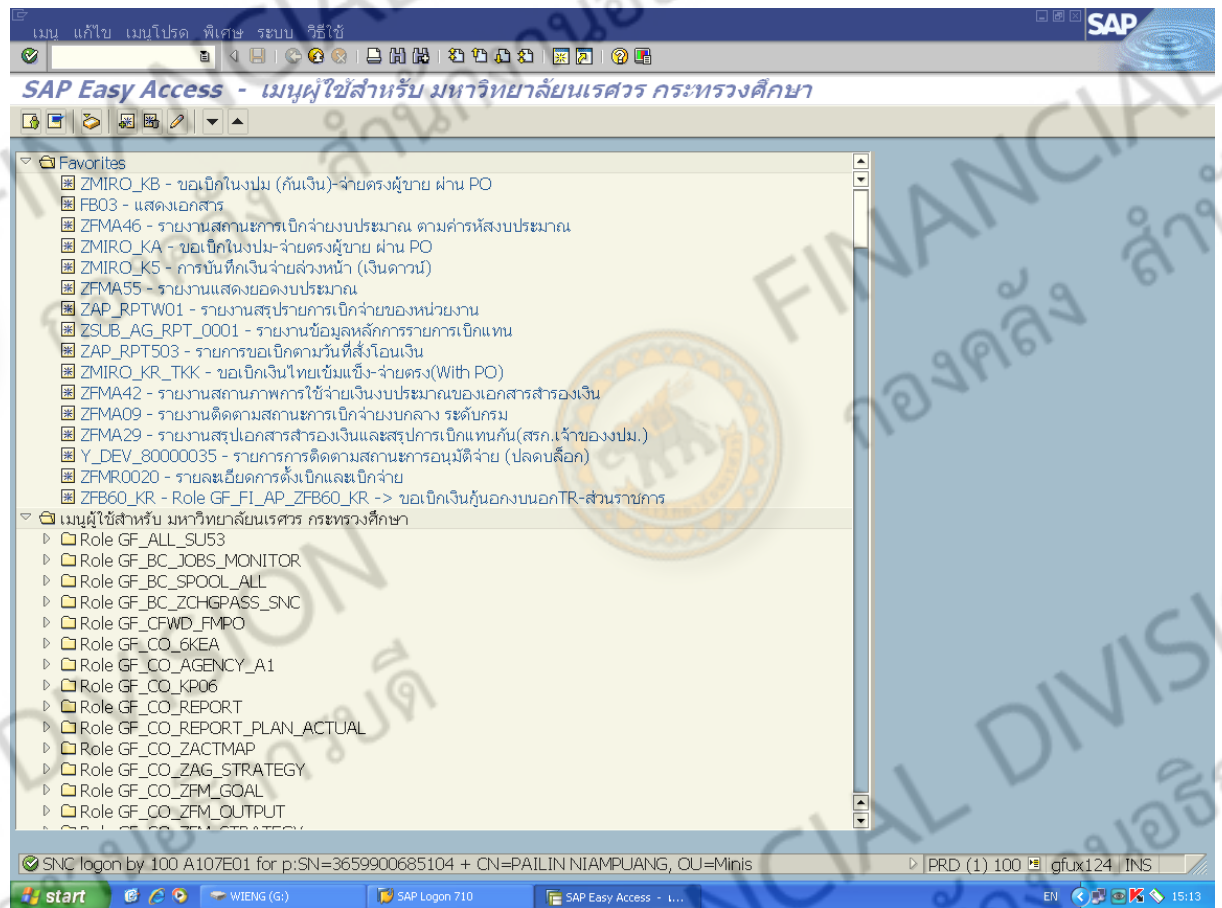 เมนู แก้ไข เมนูโปรด พิเศษ ระบบ วิธีใช้
SAP
SAP Easy Access - เมนูผู้ใช้สำหรับ มหาวิทยาลัยนเรศวร กระทรวงศึกษา
Favorites
ZMIRO_KB - ขอเบิกในงปม (กันเงิน)-จ่ายตรงผู้ขาย ผ่าน PO
FB03 - แสดงเอกสาร
ZFMA46 - รายงานสถานะการเบิกจ่ายงบประมาณ ตามค่ารหัสงบประมาณ
ZMIRO_KA - ขอเบิกในงปม-จ่ายตรงผู้ขาย ผ่าน PO
ZMIRO_K5 - การบันทึกเงินจ่ายล่วงหน้า (เงินดาวน์)
ZFMA55 - รายงานแสดงยอดงบประมาณ
ZAP_RPTW01 - รายงานสรุปรายการเบิกจ่ายของหน่วยงาน
ZSUB_AG_RPT_0001 - รายงานข้อมูลหลักการรายการเบิกแทน
ZAP_RPT503 - รายการขอเบิกตามวันที่สั่งโอนเงิน
ZMIRO_KR_TKK - ขอเบิกเงินไทยเข้มแข็ง-จ่ายตรง(With PO)
ZFMA42 - รายงานสถานภาพการใช้จ่ายเงินงบประมาณของเอกสารสำรองเงิน
ZFMA09 - รายงานติดตามสถานะการเบิกจ่ายงบกลาง ระดับกรม
ZFMA29 - รายงานสรุปเอกสารสำรองเงินและสรุปการเบิกแทนกัน(สรก.เจ้าของงปม.)
Y_DEV_80000035 - รายการการติดตามสถานะการอนุมัติจ่าย (ปลดบล็อก)
ZFMR0020 - รายละเอียดการตั้งเบิกและเบิกจ่าย
ZFB60_KR - Role GF_FI_AP_ZFB60_KR -> ขอเบิกเงินกู้นอกงบนอกTR-ส่วนราชการ
เมนูผู้ใช้สำหรับ มหาวิทยาลัยนเรศวร กระทรวงศึกษา
Role GF_ALL_SU53
Role GF_BC_JOBS_MONITOR
Role GF_BC_SPOOL_ALL
Role GF_BC_ZCHGPASS_SNC
Role GF_CFWD_FMPO
Role GF_CO_6KEA
Role GF_CO_AGENCY_A1
Role GF_CO_KP06
Role GF_CO_REPORT
Role GF_CO_REPORT_PLAN_ACTUAL
Role GF_CO_ZACTMAP
Role GF_CO_ZAG_STRATEGY
Role GF_CO_ZFM_GOAL
Role GF_CO_ZFM_OUTPUT
SNC logon by 100 A107E01 for p:SN=3659900685104 + CN=PAILIN NIAMPUANG, OU=Minis
PRD (1) 100 gfux124 INS
start WIENG (G:) SAP Logon 710 SAP Easy Access - เ... EN 15:13
FINANCIAL DIVISION
กองคลัง สำนักงานอธิการบดี